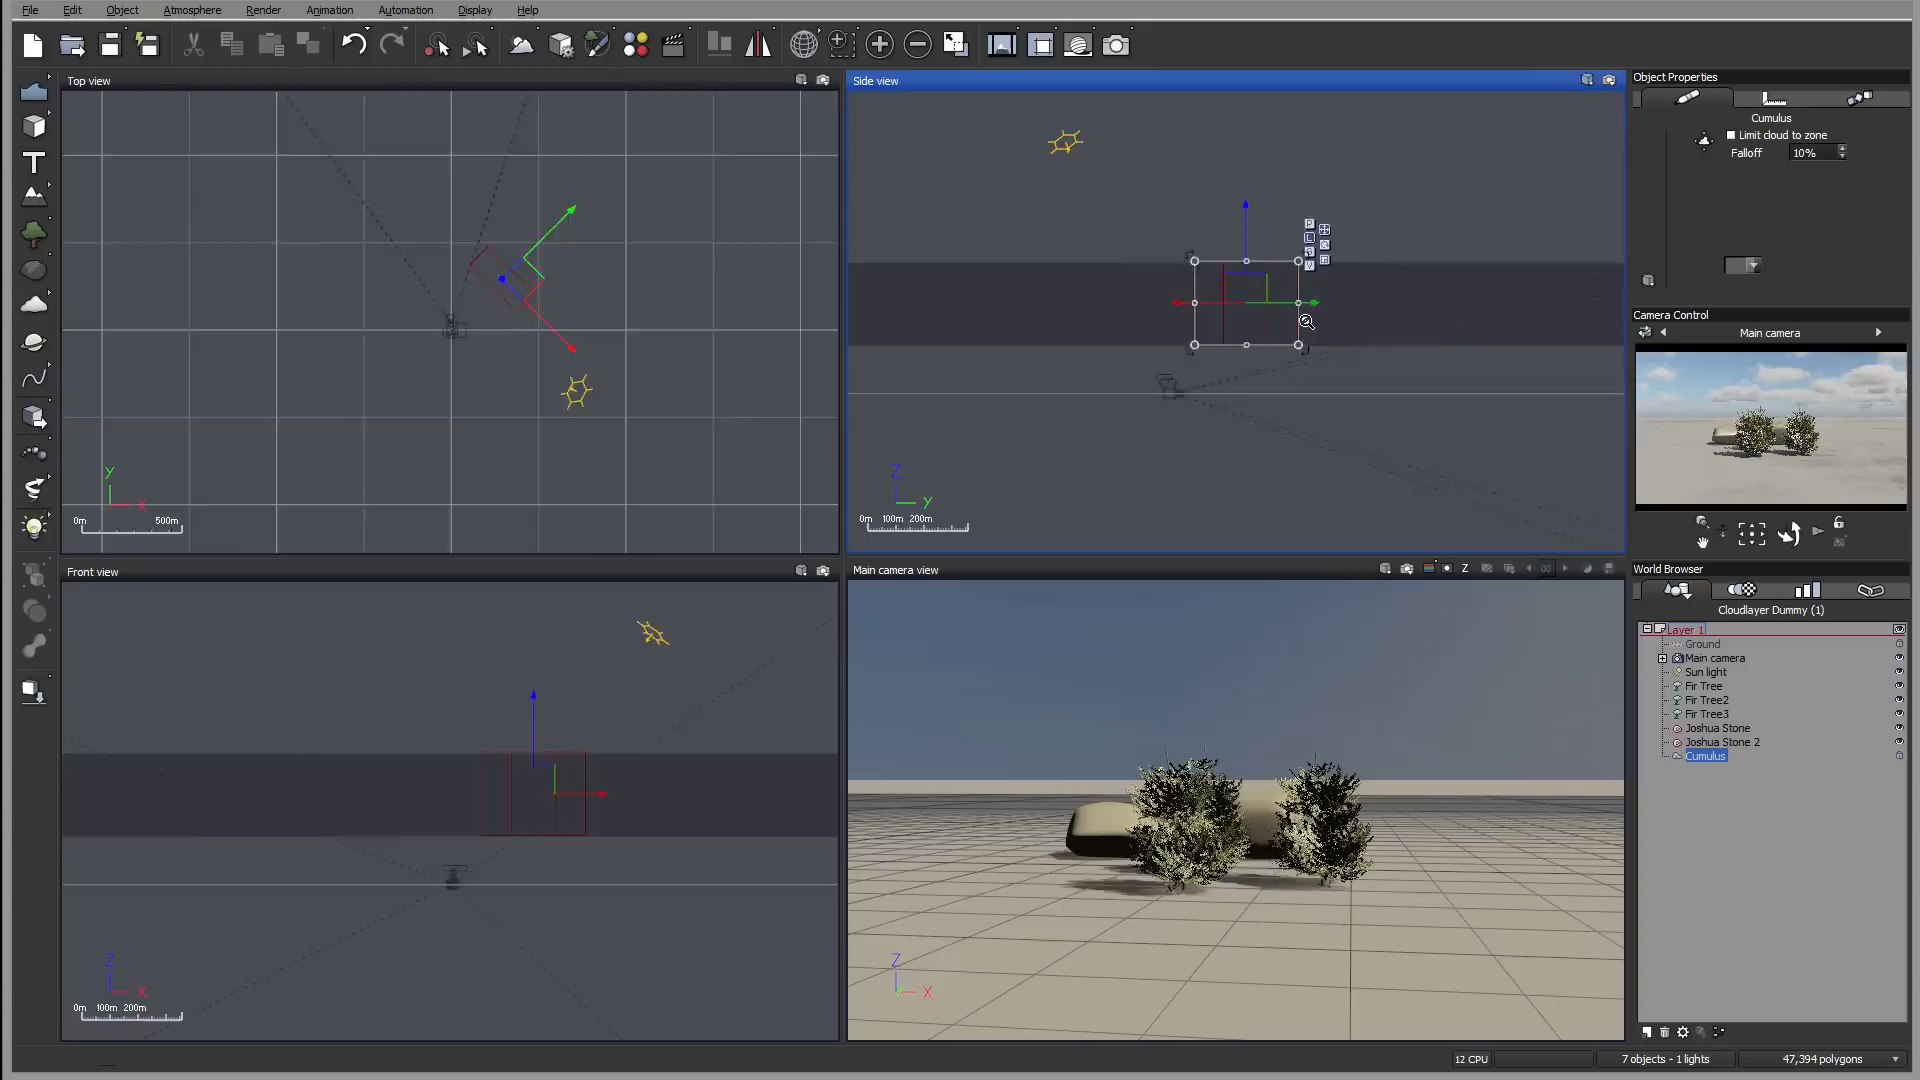 File Edit Object Atmosphere Render Animation Automation Display Help
Top view
Y
X
0m 500m
Side view
P
L
V
Z
Y
0m 100m 200m
Front view
Z
X
0m 100m 200m
Main camera view
Z
Z
X
Object Properties
Cumulus
Limit cloud to zone
Falloff 10%
Camera Control
Main camera
World Browser
Cloudlayer Dummy (1)
Layer 1
Ground
Main camera
Sun light
Fir Tree
Fir Tree2
Fir Tree3
Joshua Stone
Joshua Stone 2
Cumulus
12 CPU 7 objects - 1 lights 47,394 polygons